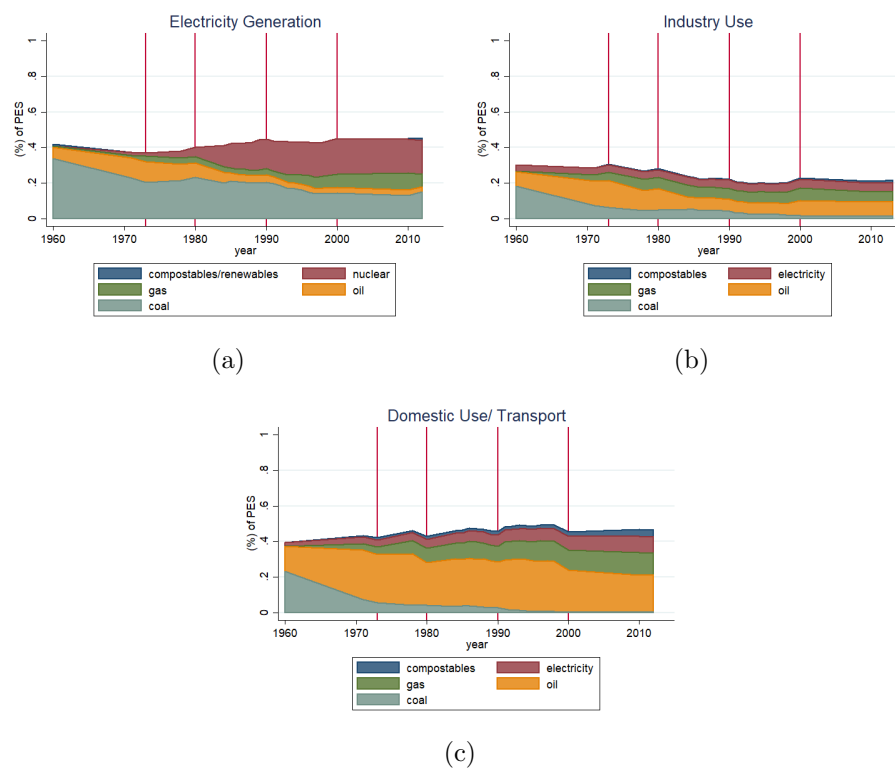 Electricity Generation
(%) of PES
1
.8
.6
.4
.2
0
1960 1970 1980 1990 2000 2010
year
compostables/renewables nuclear
gas oil
coal
(a)
Industry Use
(%) of PES
1
.8
.6
.4
.2
0
1960 1970 1980 1990 2000 2010
year
compostables electricity
gas oil
coal
(b)
Domestic Use/ Transport
(%) of PES
1
.8
.6
.4
.2
0
1960 1970 1980 1990 2000 2010
year
compostables electricity
gas oil
coal
(c)